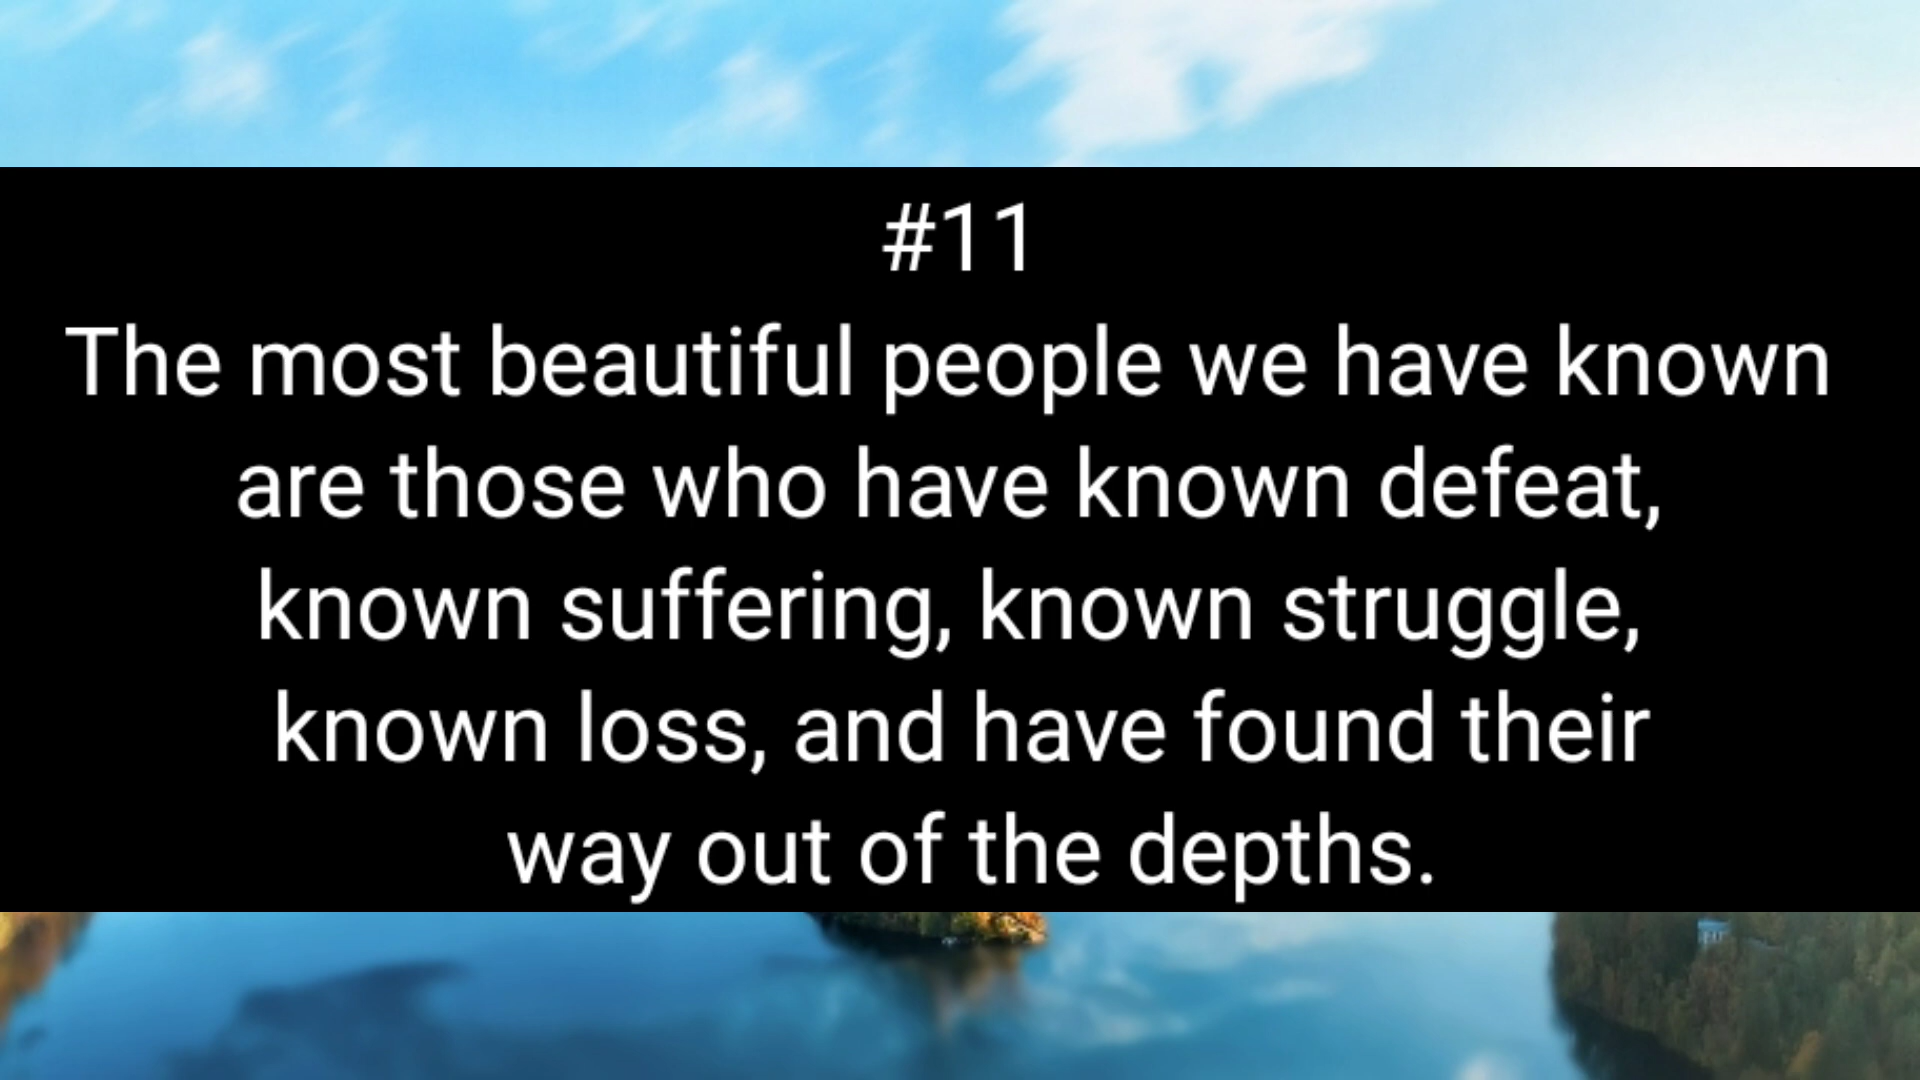 #11
The most beautiful people we have known
are those who have known defeat,
known suffering, known struggle,
known loss, and have found their
way out of the depths.